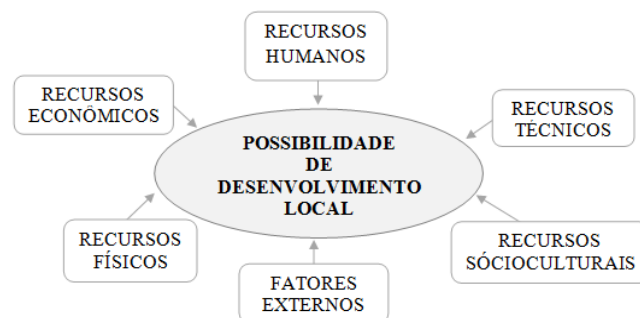 RECURSOS
HUMANOS
RECURSOS
ECONÔMICOS
RECURSOS
TÉCNICOS
POSSIBILIDADE
DE
DESENVOLVIMENTO
LOCAL
RECURSOS
FÍSICOS
RECURSOS
SÓCIOCULTURAIS
FATORES
EXTERNOS